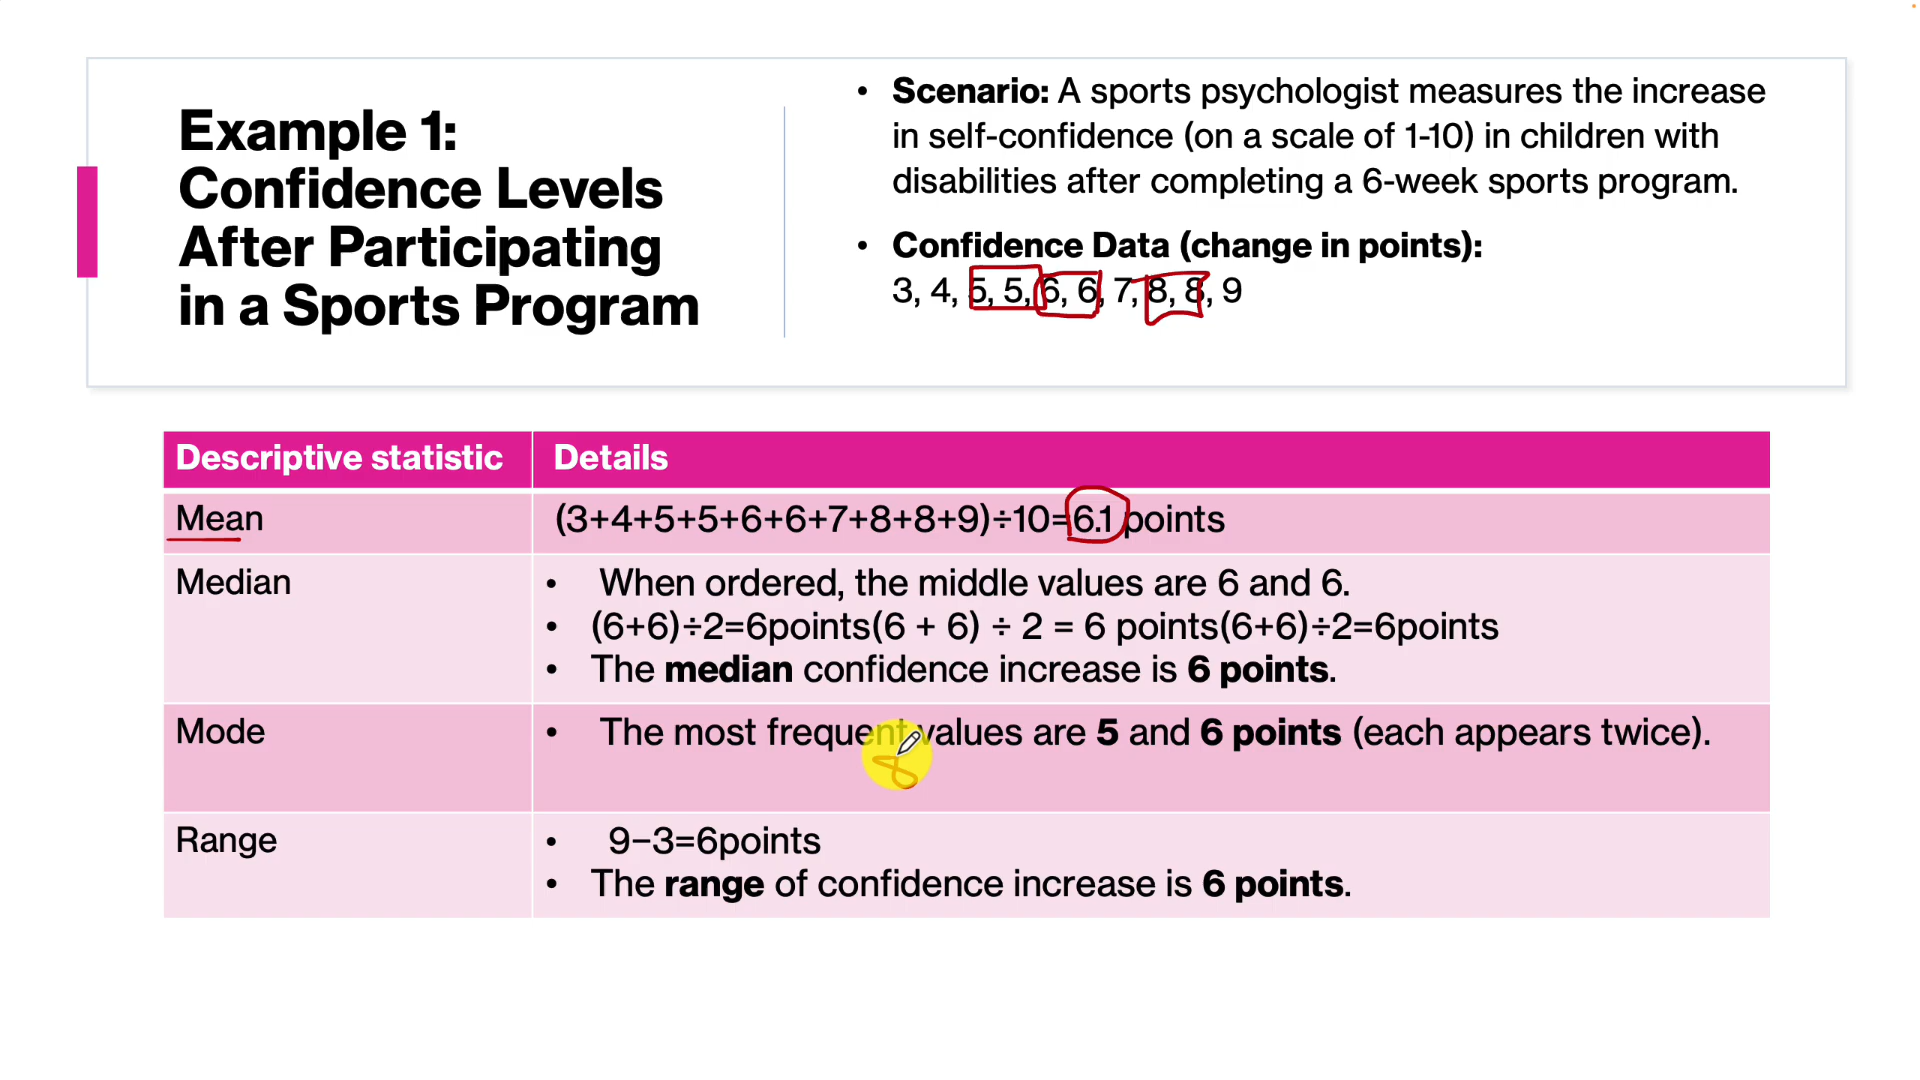 Example 1:
Confidence Levels
After Participating
in a Sports Program
• Scenario: A sports psychologist measures the increase
in self-confidence (on a scale of 1-10) in children with
disabilities after completing a 6-week sports program.
• Confidence Data (change in points):
3, 4, 5, 5, 6, 6, 7, 8, 8, 9
Descriptive statistic Details
Mean (3+4+5+5+6+6+7+8+8+9)÷10=6.1 points
Median • When ordered, the middle values are 6 and 6.
• (6+6)÷2=6points(6 + 6) ÷ 2 = 6 points(6+6)÷2=6points
• The median confidence increase is 6 points.
Mode • The most frequent values are 5 and 6 points (each appears twice).
8
Range • 9−3=6points
• The range of confidence increase is 6 points.